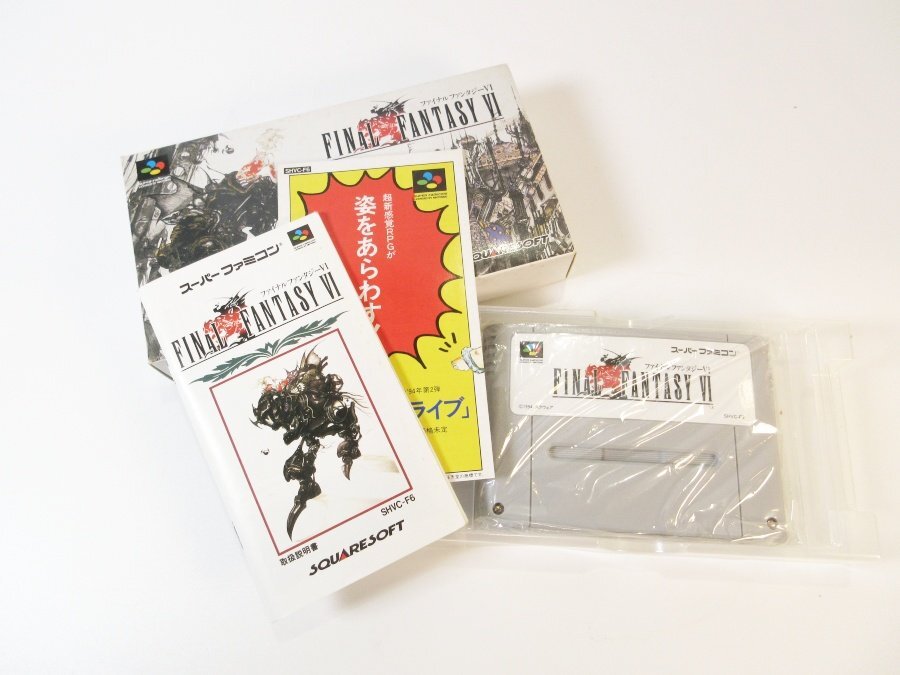 ファイナルファンタジーVI
FINAL FANTASY VI
SQUARESOFT
SHVC-F6
超新感覚RPGが
姿をあらわす!
'94年第2弾
ライブ」
スーパーファミコン
ファイナルファンタジーVI
FINAL FANTASY VI
SHVC-F6
取扱説明書
SQUARESOFT
スーパーファミコン
ファイナルファンタジーVI
FINAL FANTASY VI
SHVC-F6